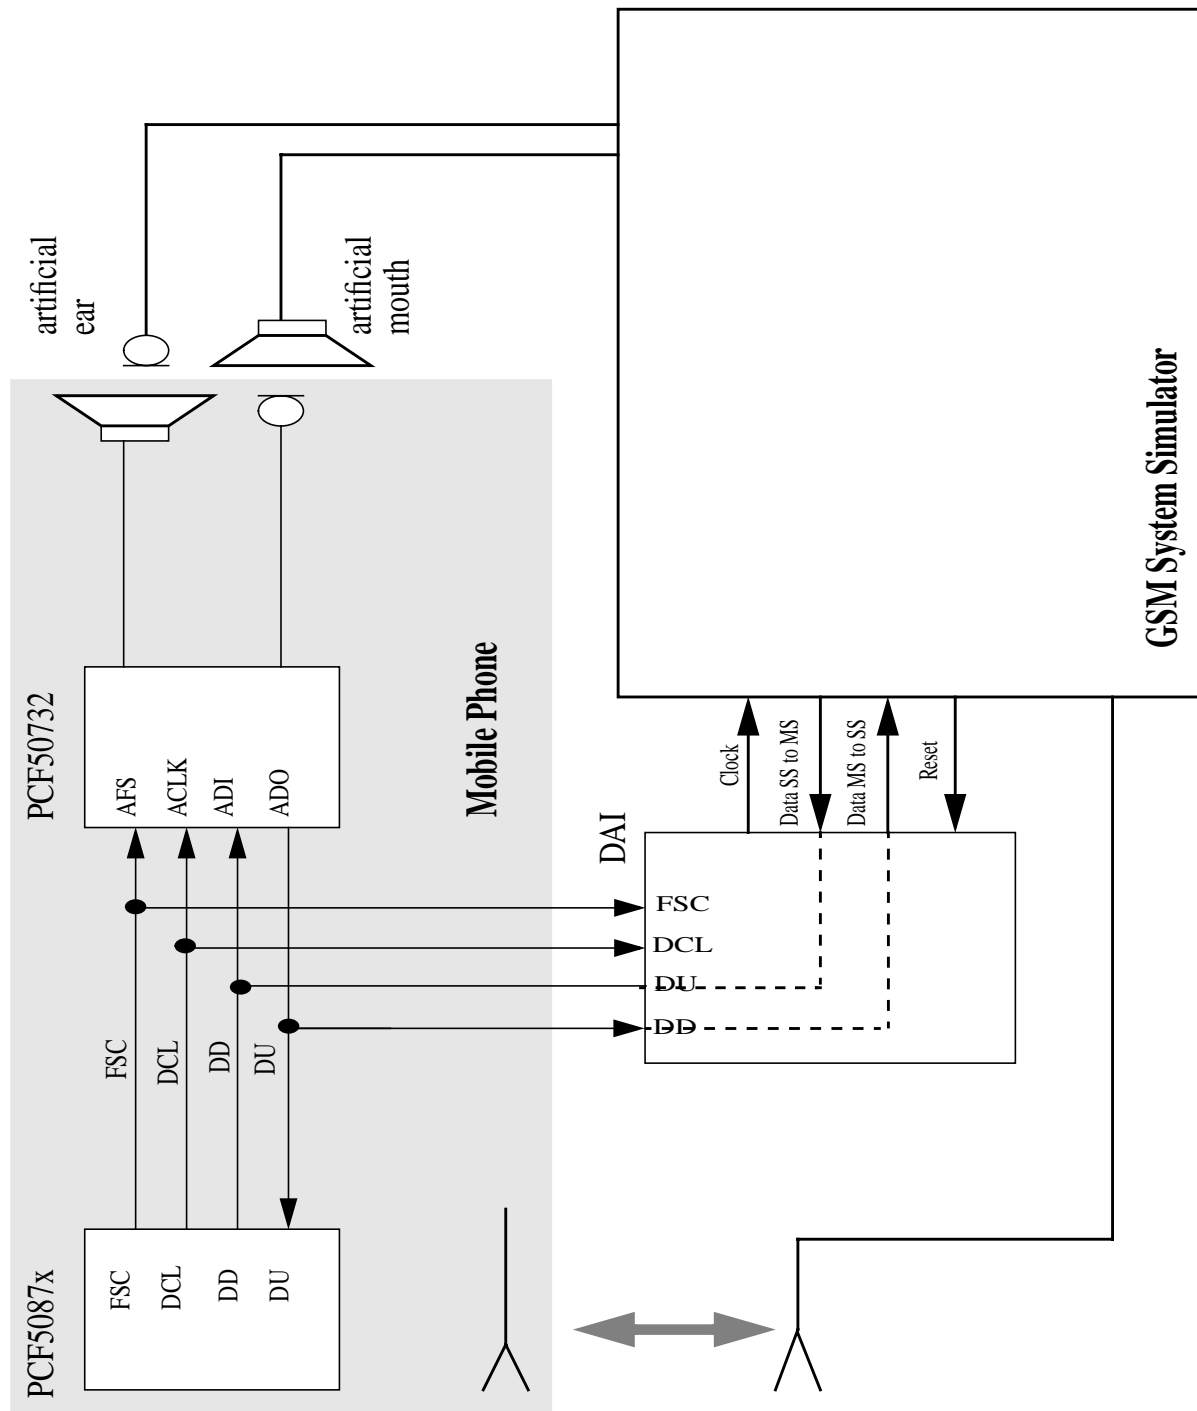 artificial
ear
artificial
mouth
GSM System Simulator
PCF50732
AFS
ACLK
ADI
ADO
Mobile Phone
Clock
Data SS to MS
Data MS to SS
Reset
DAI
FSC
DCL
DU
DD
FSC
DCL
DD
DU
PCF5087x
FSC
DCL
DD
DU